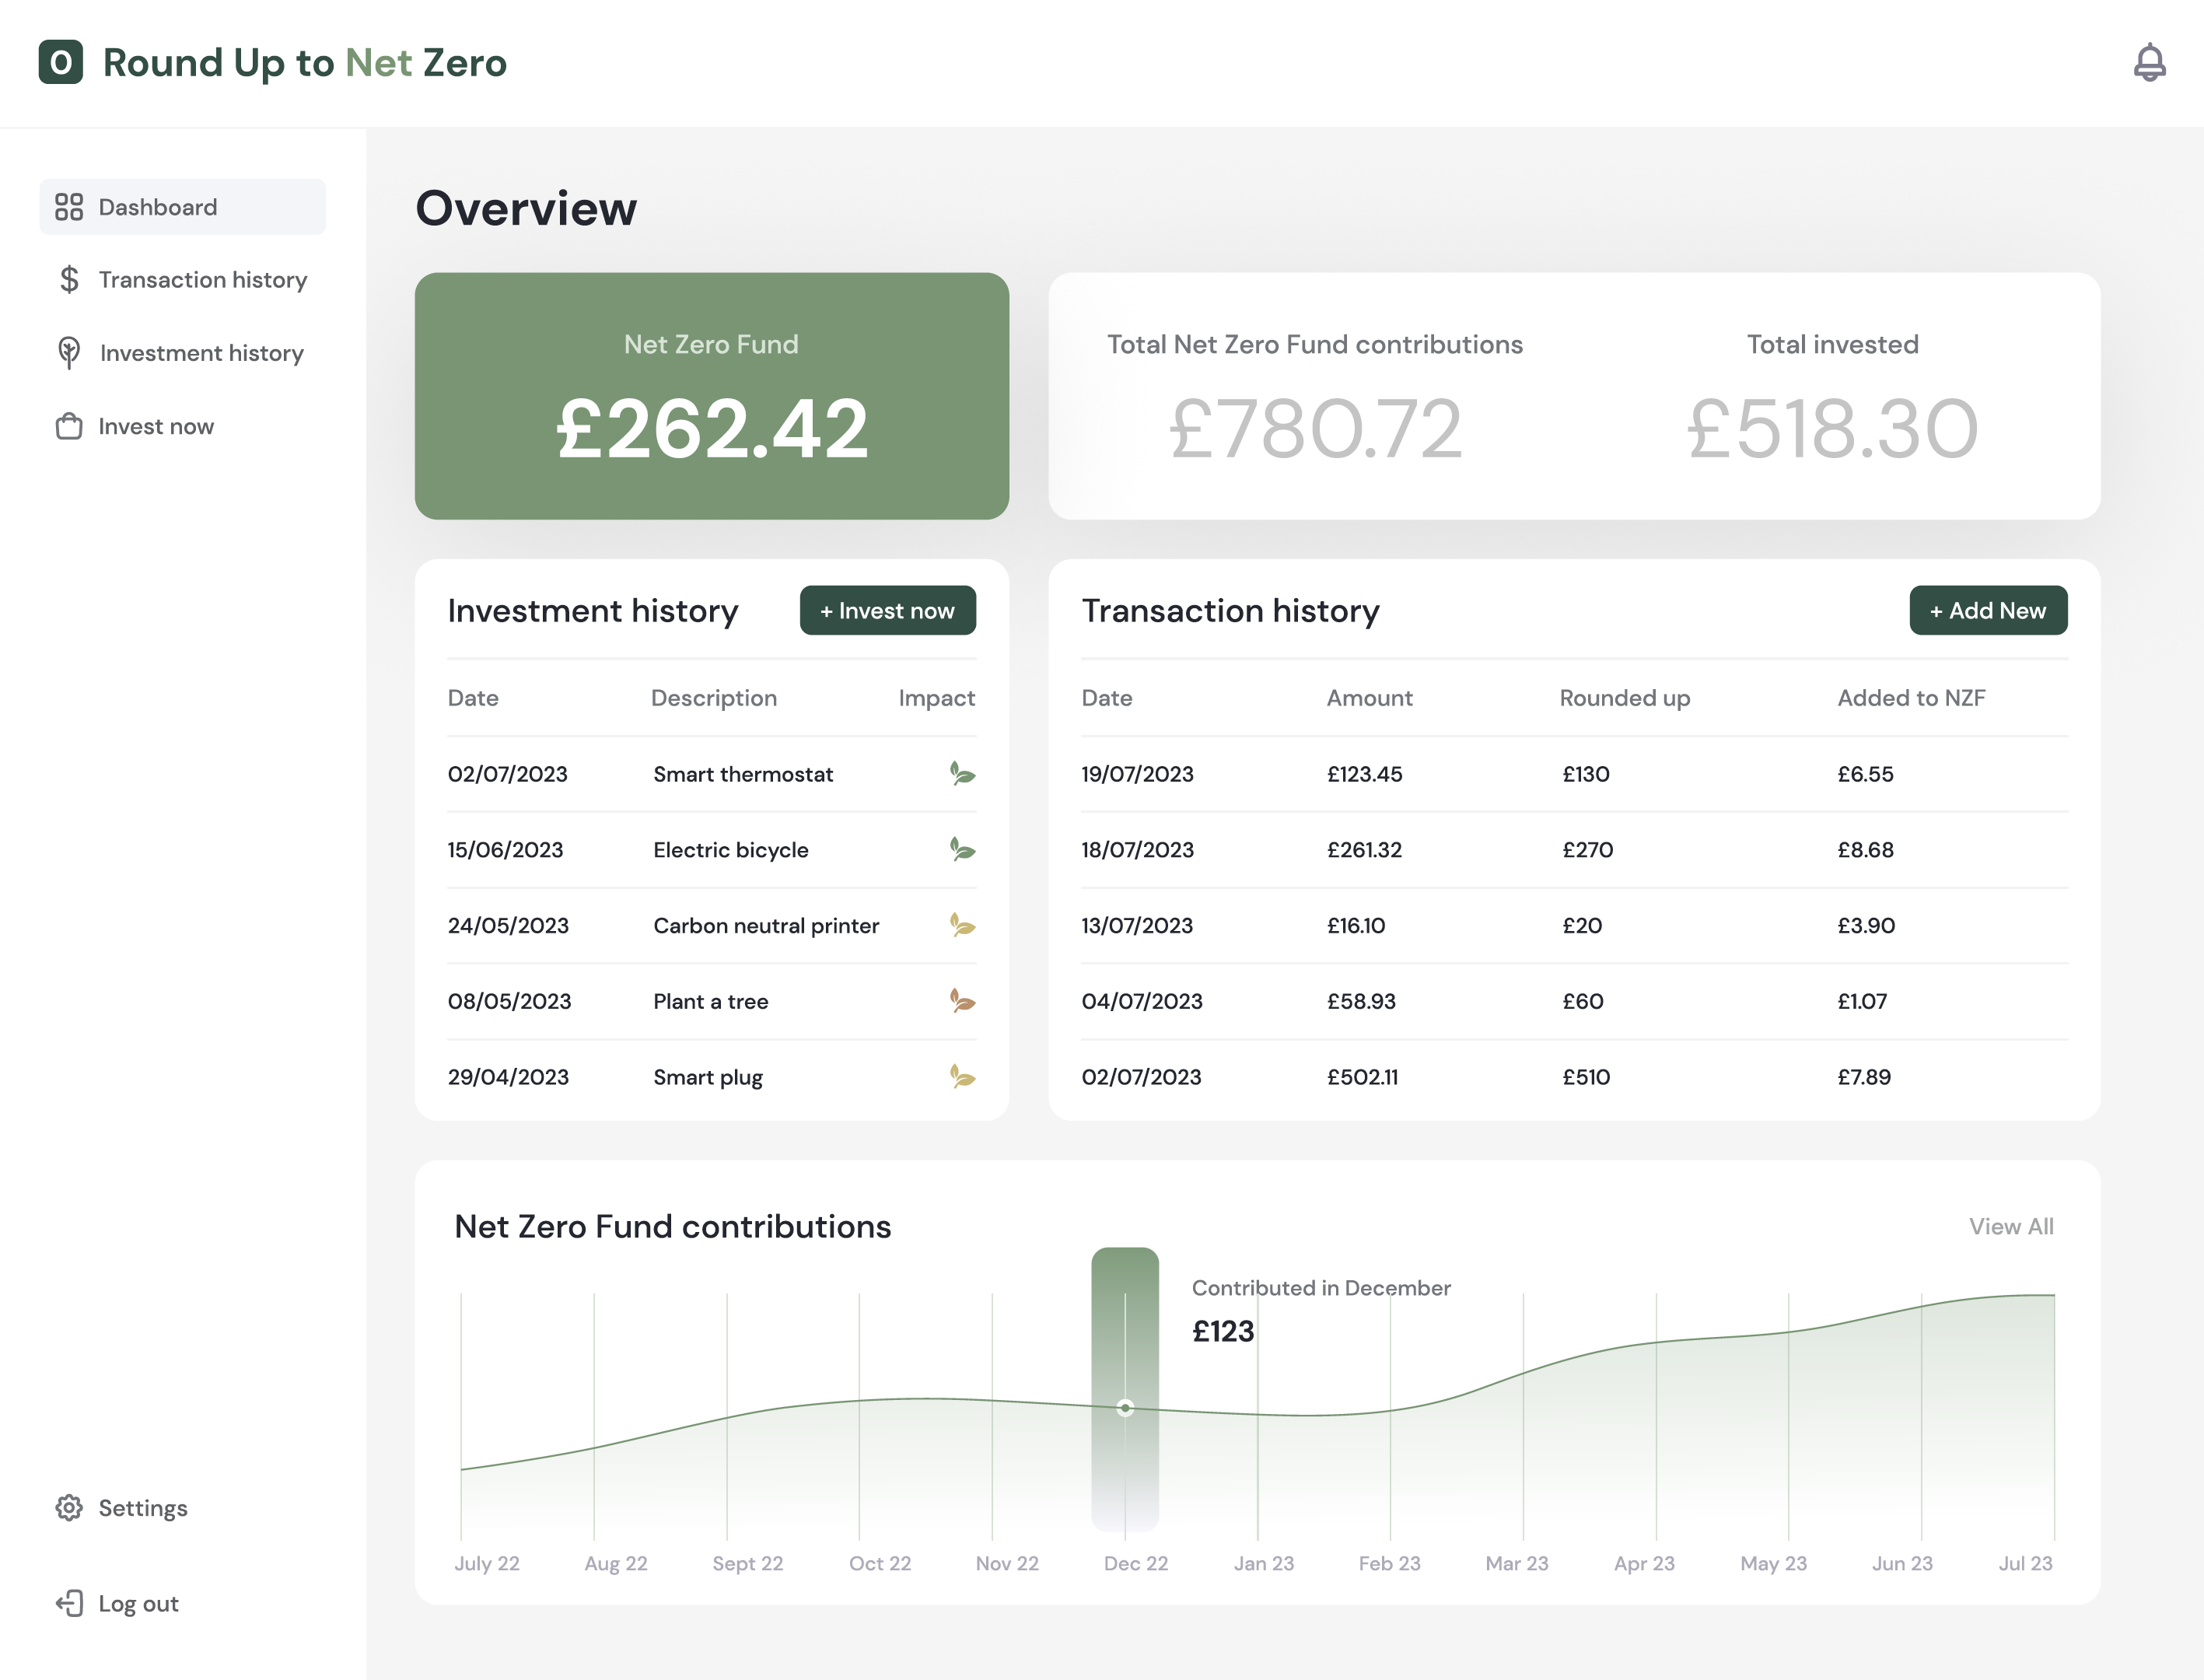 O Round Up to Net Zero
Dashboard
Transaction history
Investment history
Invest now
Settings
Log out
Overview
Net Zero Fund
£262.42
Total Net Zero Fund contributions
£780.72
Total invested
£518.30
Investment history
+ Invest now
Date Description Impact
02/07/2023 Smart thermostat
15/06/2023 Electric bicycle
24/05/2023 Carbon neutral printer
08/05/2023 Plant a tree
29/04/2023 Smart plug
Transaction history
+ Add New
Date Amount Rounded up Added to NZF
19/07/2023 £123.45 £130 £6.55
18/07/2023 £261.32 £270 £8.68
13/07/2023 £16.10 £20 £3.90
04/07/2023 £58.93 £60 £1.07
02/07/2023 £502.11 £510 £7.89
Net Zero Fund contributions
View All
Contributed in December
£123
July 22 Aug 22 Sept 22 Oct 22 Nov 22 Dec 22 Jan 23 Feb 23 Mar 23 Apr 23 May 23 Jun 23 Jul 23